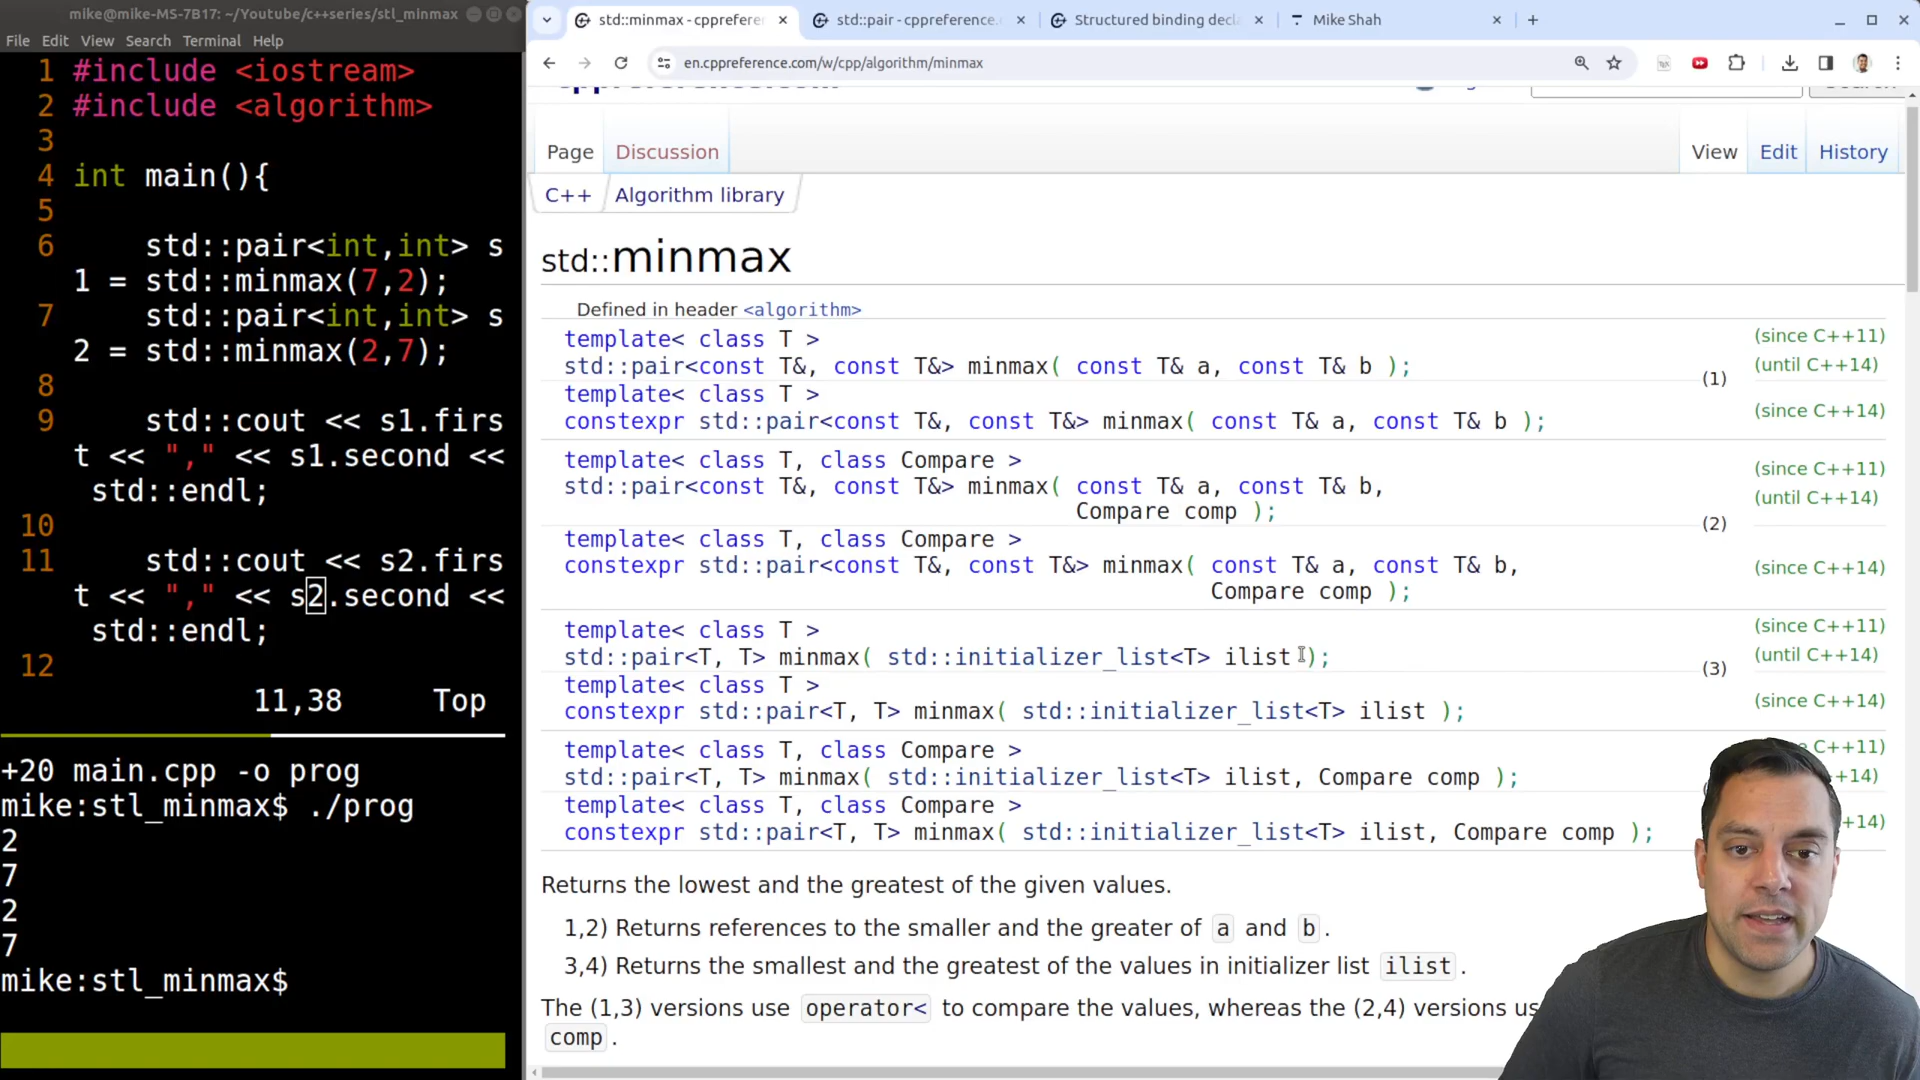 mike@mike-MS-7B17: ~/Youtube/c++series/stl_minmax
File Edit View Search Terminal Help
1 #include <iostream>
2 #include <algorithm>
3
4 int main(){
5
6 std::pair<int,int> s
1 = std::minmax(7,2);
7 std::pair<int,int> s
2 = std::minmax(2,7);
8
9 std::cout << s1.firs
t << "," << s1.second <<
std::endl;
10
11 std::cout << s2.firs
t << "," << s2.second <<
std::endl;
12
11,38 Top
+20 main.cpp -o prog
mike:stl_minmax$ ./prog
2
7
2
7
mike:stl_minmax$
std::minmax - cppreferen
std::pair - cppreference.
Structured binding decla
Mike Shah
en.cppreference.com/w/cpp/algorithm/minmax
Page Discussion View Edit History
C++ Algorithm library
std::minmax
Defined in header <algorithm>
template< class T >
std::pair<const T&, const T&> minmax( const T& a, const T& b );
(since C++11)
(until C++14)
template< class T >
constexpr std::pair<const T&, const T&> minmax( const T& a, const T& b );
(since C++14)
(1)
template< class T, class Compare >
std::pair<const T&, const T&> minmax( const T& a, const T& b,
Compare comp );
(since C++11)
(until C++14)
template< class T, class Compare >
constexpr std::pair<const T&, const T&> minmax( const T& a, const T& b,
Compare comp );
(since C++14)
(2)
template< class T >
std::pair<T, T> minmax( std::initializer_list<T> ilist );
(since C++11)
(until C++14)
template< class T >
constexpr std::pair<T, T> minmax( std::initializer_list<T> ilist );
(since C++14)
(3)
template< class T, class Compare >
std::pair<T, T> minmax( std::initializer_list<T> ilist, Compare comp );
C++11)
+14)
template< class T, class Compare >
constexpr std::pair<T, T> minmax( std::initializer_list<T> ilist, Compare comp );
+14)
Returns the lowest and the greatest of the given values.
1,2) Returns references to the smaller and the greater of a and b.
3,4) Returns the smallest and the greatest of the values in initializer list ilist.
The (1,3) versions use operator< to compare the values, whereas the (2,4) versions us
comp.